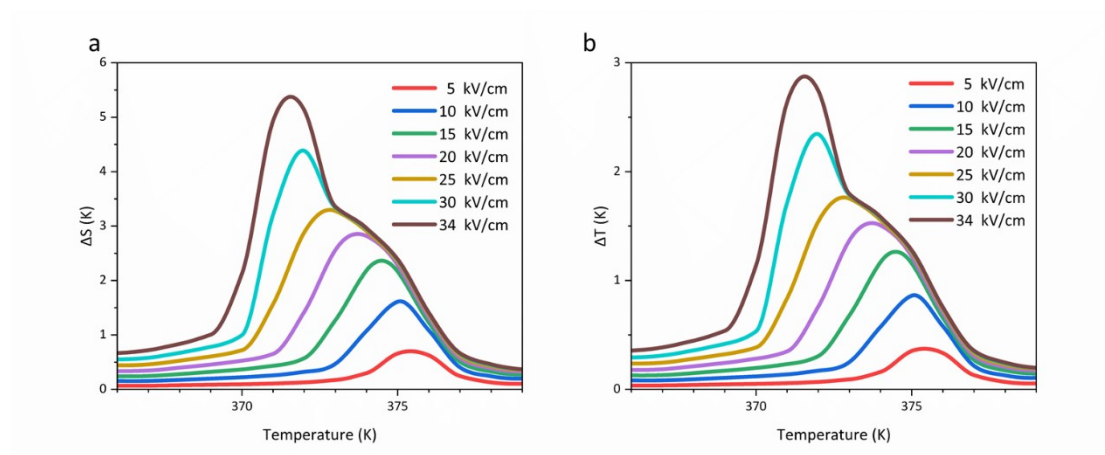 a
6
5
4
3
2
1
0
ΔS (K)
370
375
Temperature (K)
5 kV/cm
10 kV/cm
15 kV/cm
20 kV/cm
25 kV/cm
30 kV/cm
34 kV/cm
b
3
2
1
0
ΔT (K)
370
375
Temperature (K)
5 kV/cm
10 kV/cm
15 kV/cm
20 kV/cm
25 kV/cm
30 kV/cm
34 kV/cm